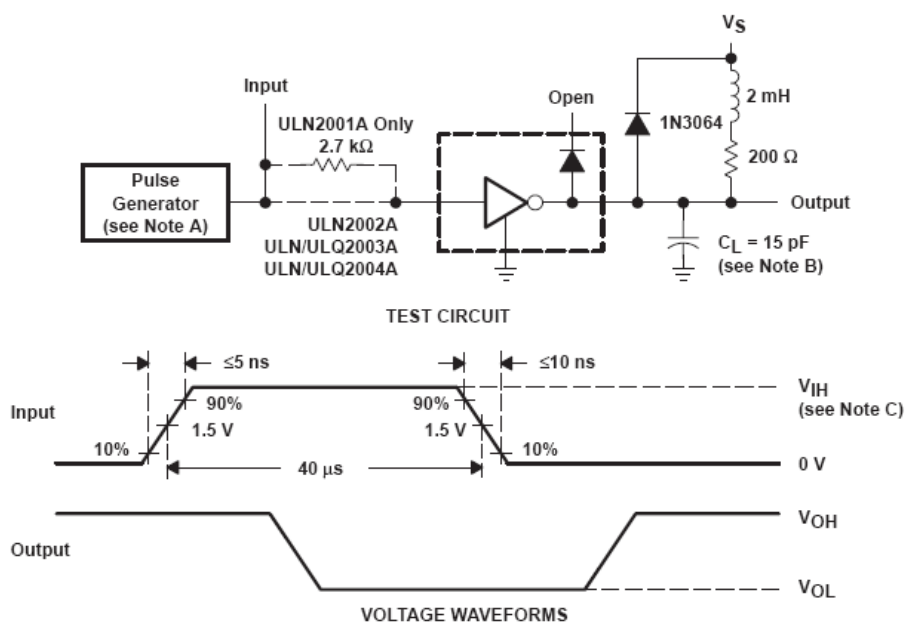 VS
Input
2 mH
Open
ULN2001A Only
2.7 kΩ
1N3064
200 Ω
Pulse
Generator
(see Note A)
Output
ULN2002A
ULN/ULQ2003A
ULN/ULQ2004A
CL = 15 pF
(see Note B)
TEST CIRCUIT
≤5 ns
≤10 ns
Input
VIH
(see Note C)
90%
90%
1.5 V
1.5 V
10%
10%
40 µs
0 V
VOH
Output
VOL
VOLTAGE WAVEFORMS